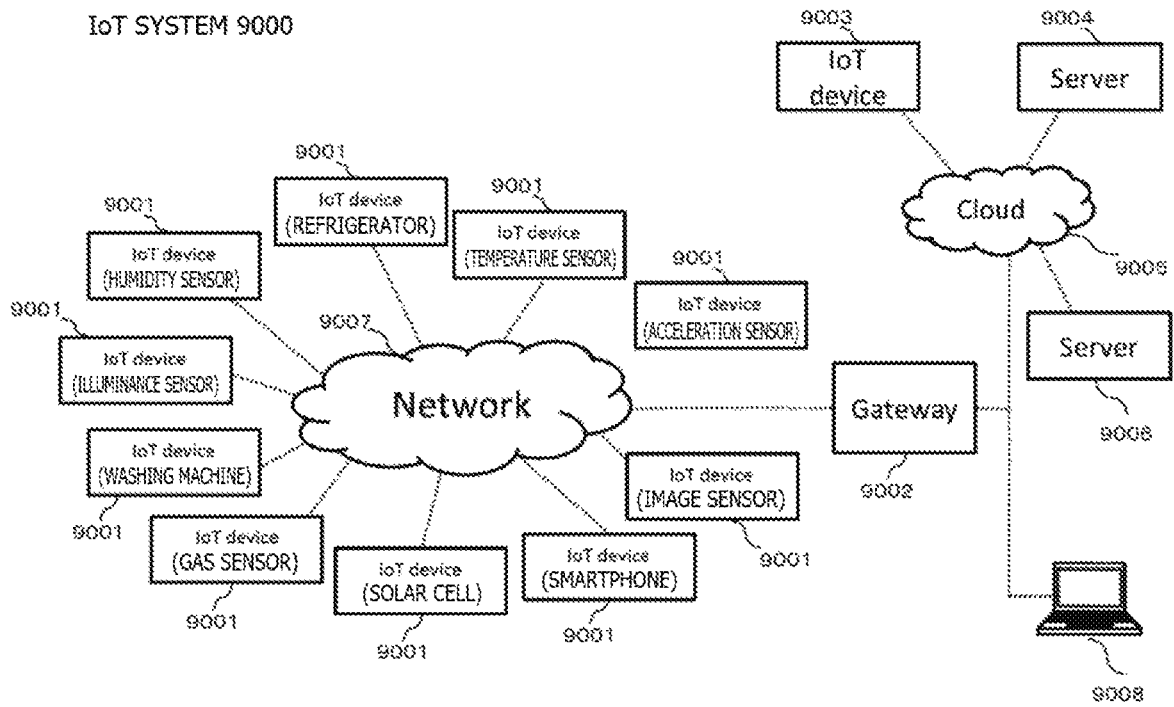 IoT SYSTEM 9000
9003
9004
IoT
device
Server
9001
IoT device
(REFRIGERATOR)
9001
IoT device
(TEMPERATURE SENSOR)
9001
IoT device
(HUMIDITY SENSOR)
Cloud
9005
9001
IoT device
(ACCELERATION SENSOR)
9001
IoT device
(ILLUMINANCE SENSOR)
9007
Network
Server
9006
Gateway
9002
IoT device
(WASHING MACHINE)
9001
IoT device
(IMAGE SENSOR)
9001
IoT device
(GAS SENSOR)
9001
IoT device
(SOLAR CELL)
9001
IoT device
(SMARTPHONE)
9001
9008